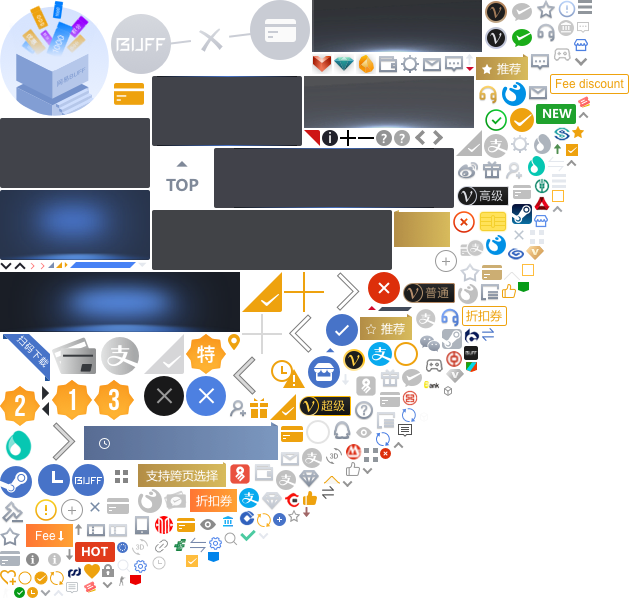 BUFF
推荐
Fee discount
NEW
TOP
高级
普通
折扣券
推荐
扫码下载
特
2
1
3
超级
BUFF
支持跨页选择
折扣券
Fee
HOT